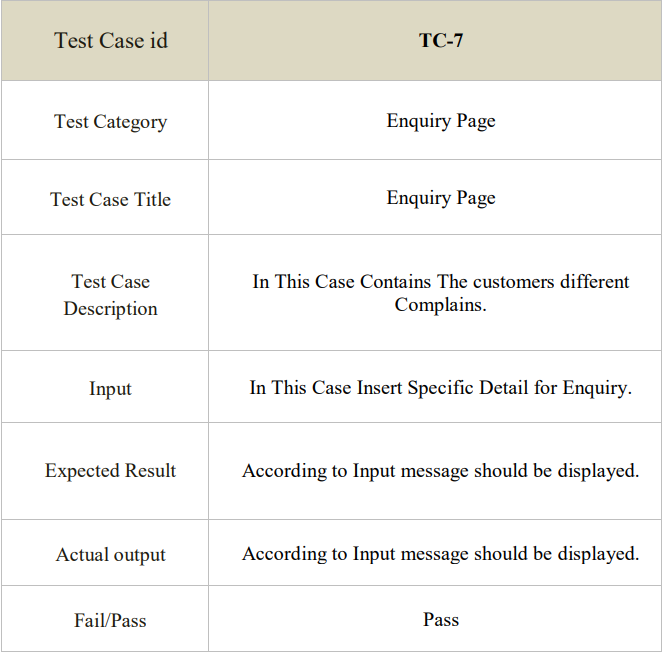 Test Case id
TC-7
Test Category
Enquiry Page
Test Case Title
Enquiry Page
Test Case
Description
In This Case Contains The customers different
Complains.
Input
In This Case Insert Specific Detail for Enquiry.
Expected Result
According to Input message should be displayed.
Actual output
According to Input message should be displayed.
Fail/Pass
Pass